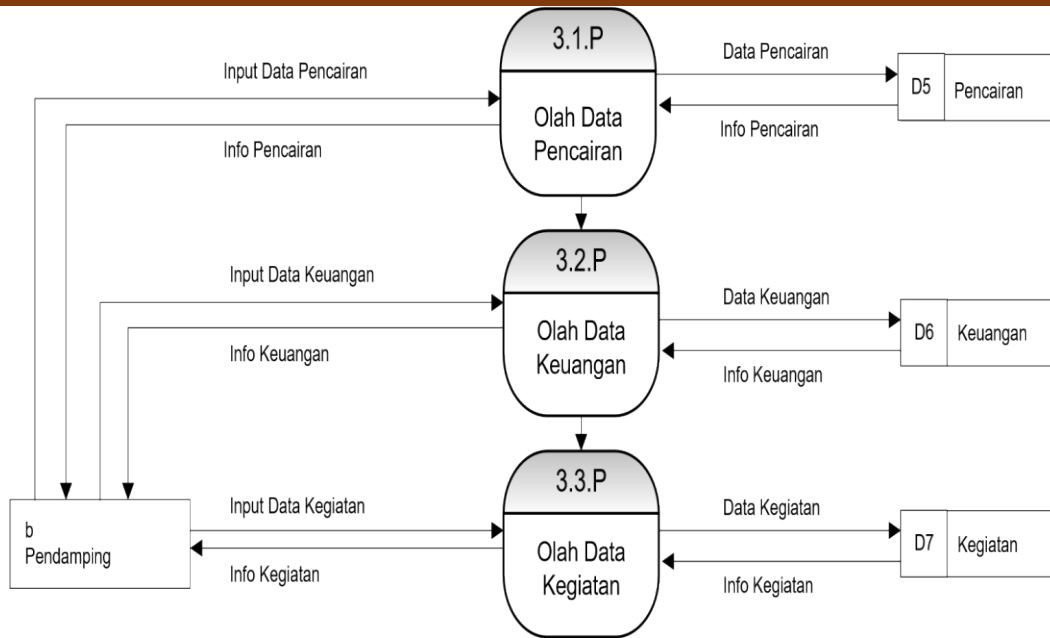 3.1.P
Input Data Pencairan
Data Pencairan
D5 Pencairan
Olah Data
Pencairan
Info Pencairan
Info Pencairan
3.2.P
Input Data Keuangan
Data Keuangan
D6 Keuangan
Olah Data
Keuangan
Info Keuangan
Info Keuangan
3.3.P
Input Data Kegiatan
Data Kegiatan
b
Pendamping
D7 Kegiatan
Olah Data
Kegiatan
Info Kegiatan
Info Kegiatan